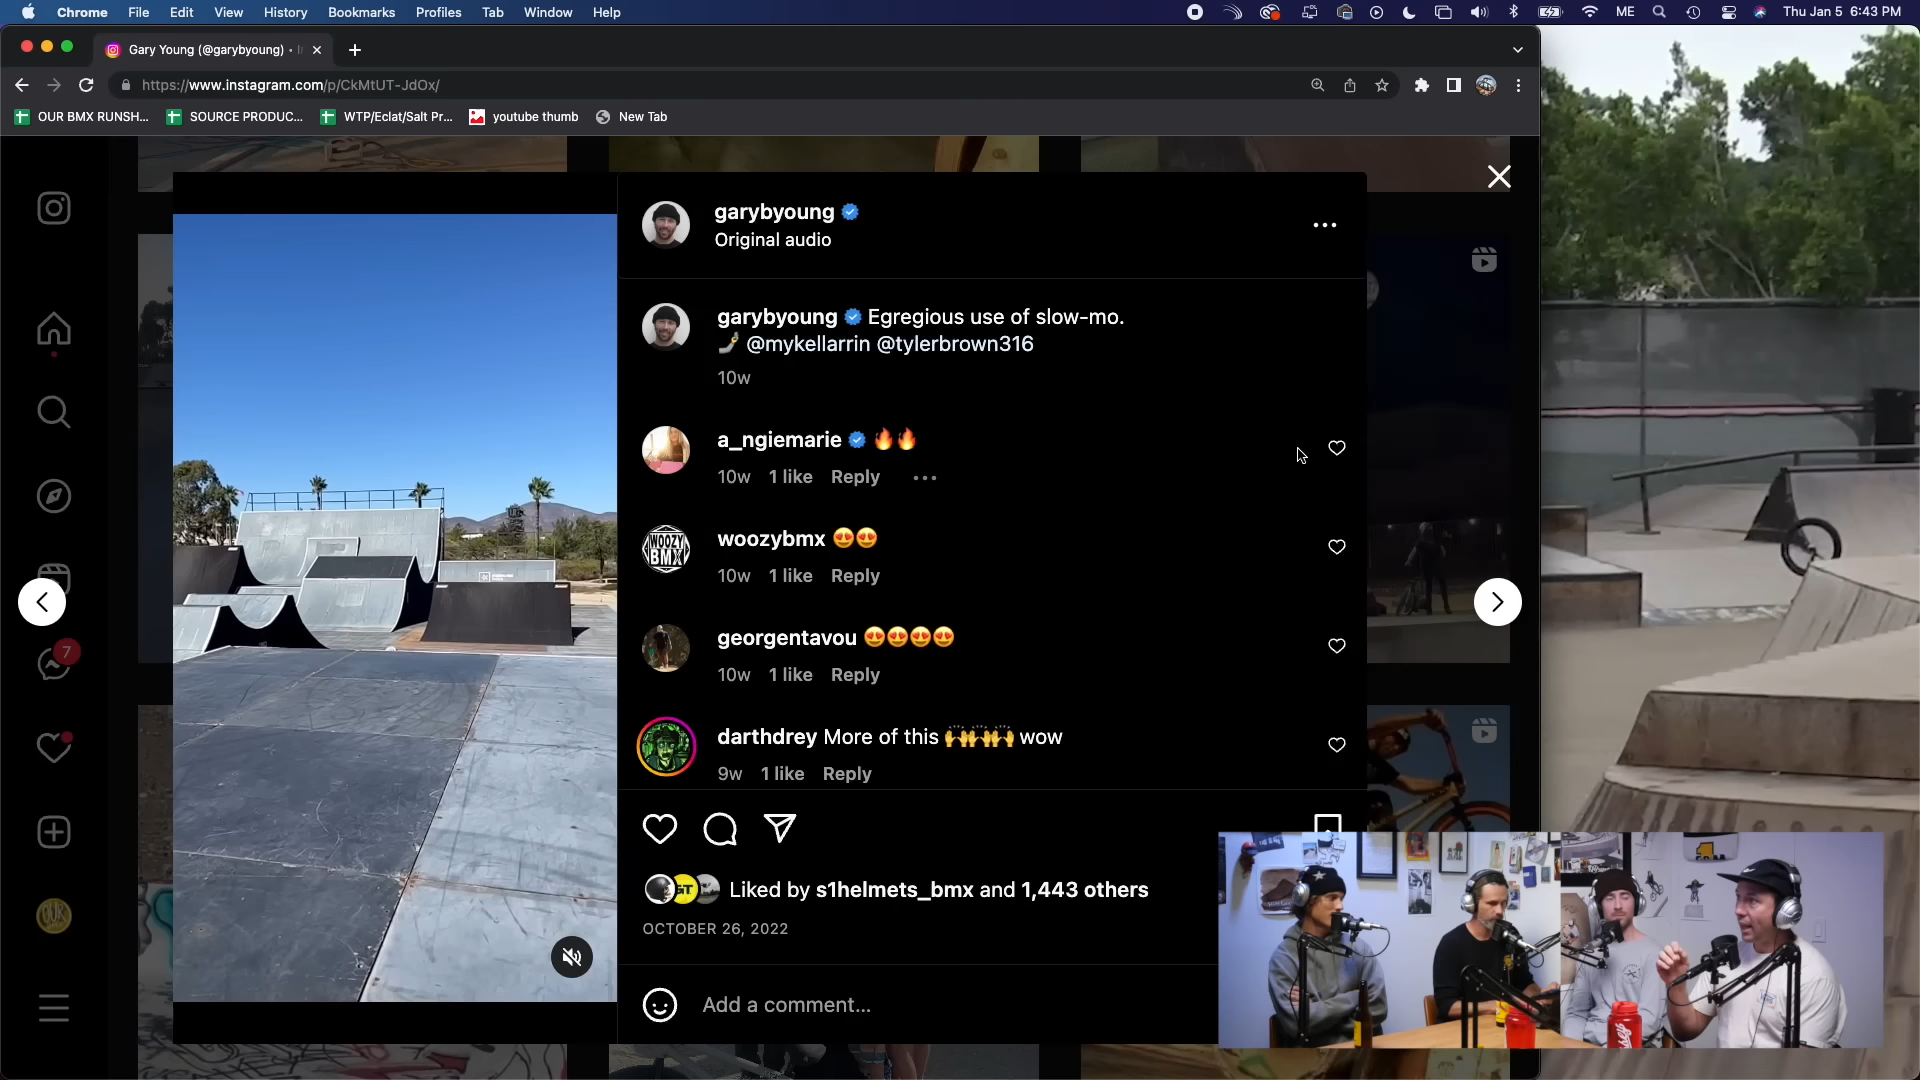 Chrome File Edit View History Bookmarks Profiles Tab Window Help ME Thu Jan 5 6:43 PM
Gary Young (@garybyoung) •
https://www.instagram.com/p/CkMtUT-JdOx/
OUR BMX RUNSH... SOURCE PRODUC... WTP/Eclat/Salt Pr... youtube thumb New Tab
garybyoung
Original audio
garybyoung Egregious use of slow-mo.
🤳 @mykellarrin @tylerbrown316
10w
a_ngiemarie 🔥🔥
10w 1 like Reply
WOOZY
BMX
woozybmx 😍😍
10w 1 like Reply
georgentavou 😍😍😍😍
10w 1 like Reply
7
darthdrey More of this 🙌🙌🙌 wow
9w 1 like Reply
Liked by s1helmets_bmx and 1,443 others
OCTOBER 26, 2022
OUR
Add a comment...